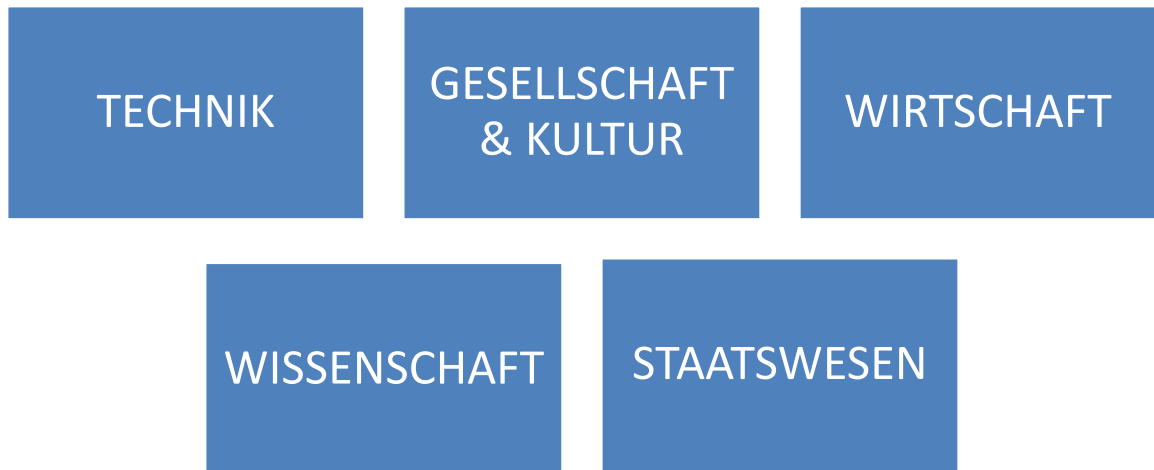 TECHNIK
GESELLSCHAFT
& KULTUR
WIRTSCHAFT
WISSENSCHAFT
STAATSWESEN